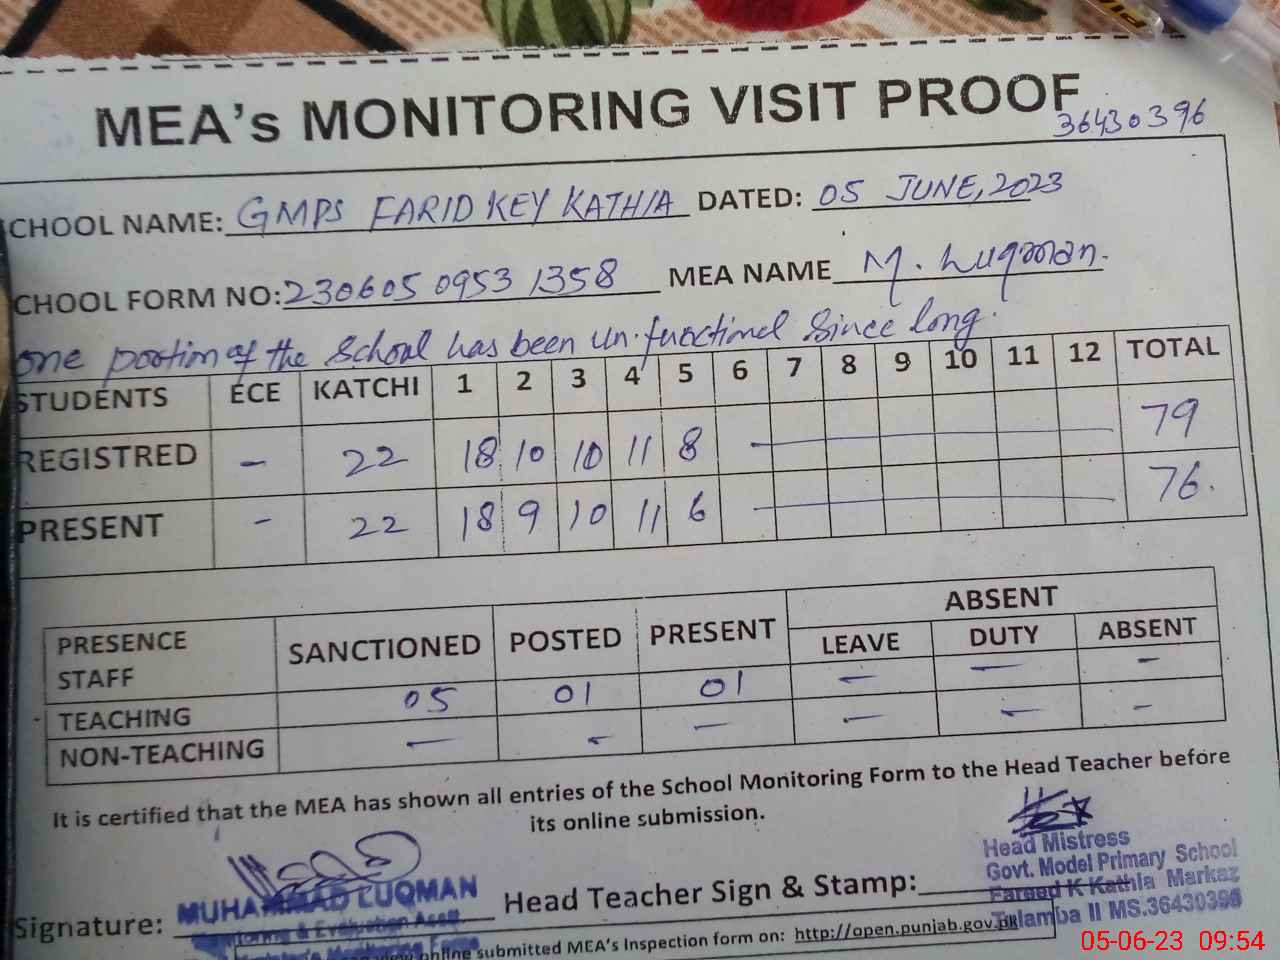 MEA's MONITORING VISIT PROOF
36430396
CHOOL NAME: GMPS FARID KEY KATHIA DATED: 05 JUNE, 2023
CHOOL FORM NO: 230605 0953 1358 MEA NAME M. Luqman.
one portion of the school has been un-functional since long.
STUDENTS ECE KATCHI 1 2 3 4 5 6 7 8 9 10 11 12 TOTAL
REGISTRED - 22 18 10 10 11 8 - 79
PRESENT - 22 18 9 10 11 6 - 76.
ABSENT
PRESENCE STAFF SANCTIONED POSTED PRESENT LEAVE DUTY ABSENT
TEACHING 05 01 01 - - -
NON-TEACHING - - - - - -
It is certified that the MEA has shown all entries of the School Monitoring Form to the Head Teacher before
its online submission.
Head Mistress
Govt. Model Primary School
Fareed K Kathia Markaz
Tulamba II MS.36430396
MUHAMMAD LUQMAN
Signature: Head Teacher Sign & Stamp:
Monitoring & Evaluation Asstt
view online submitted MEA's Inspection form on: http://open.punjab.gov.pk
05-06-23 09:54